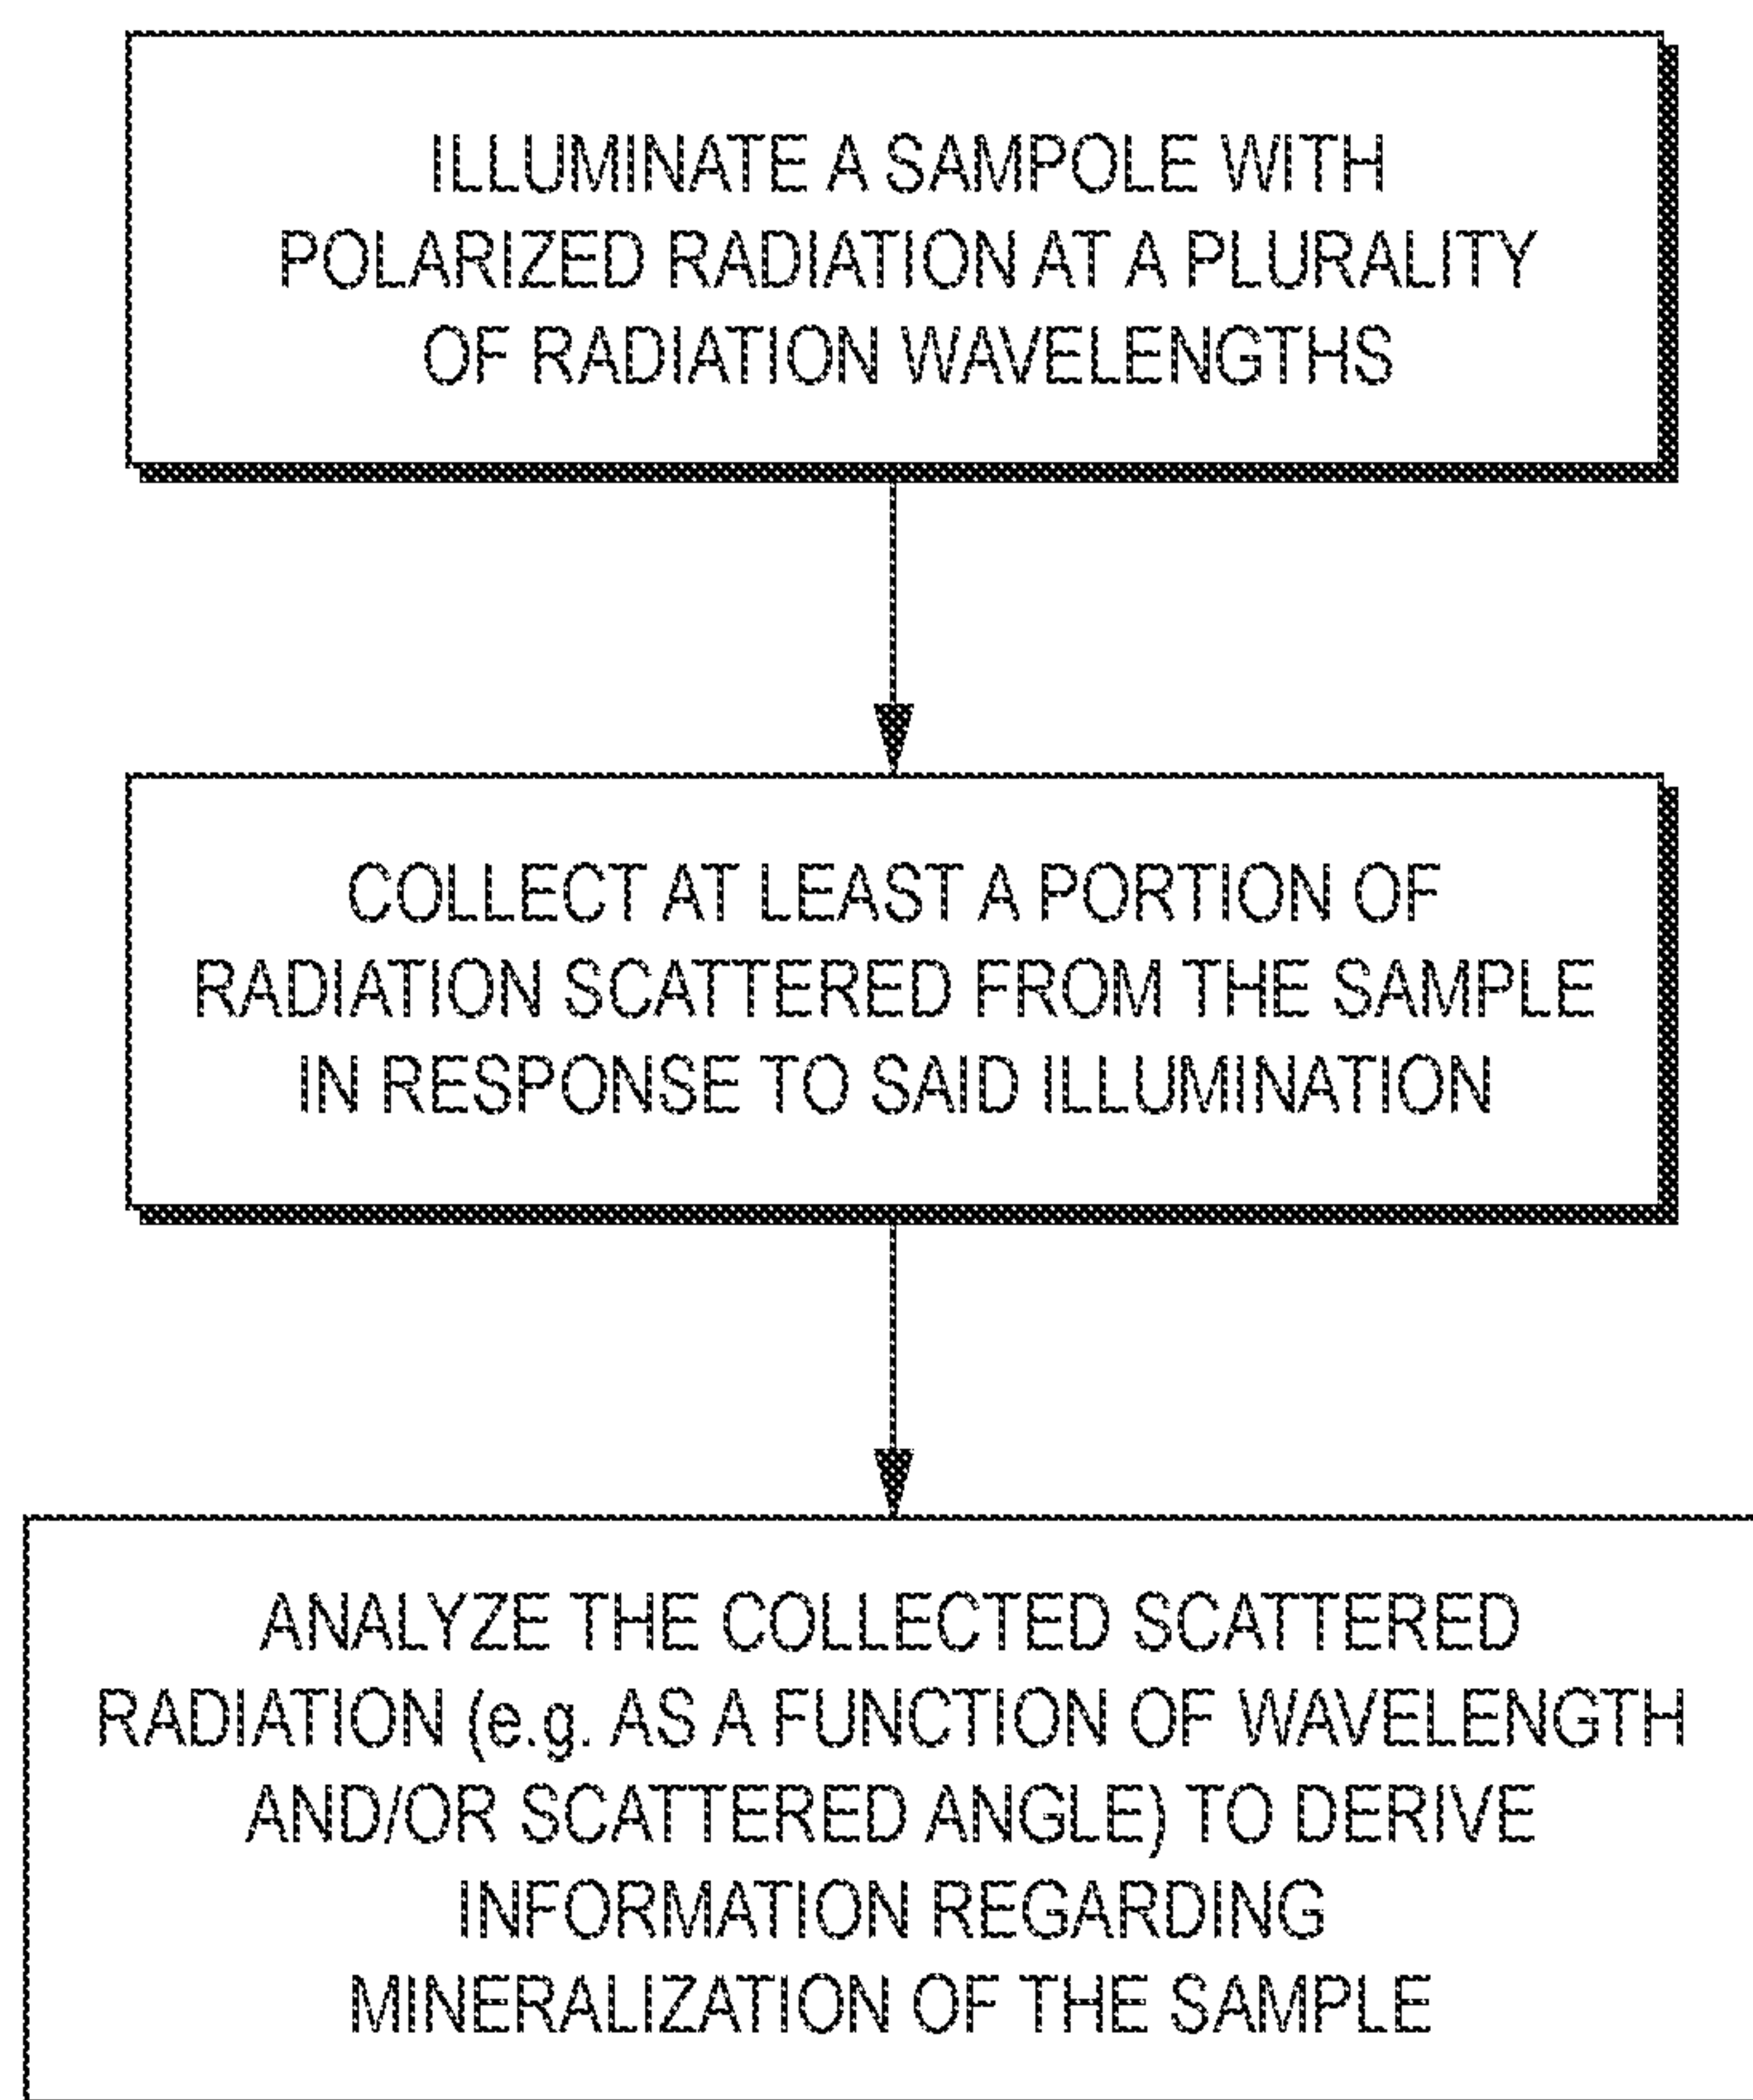 ILLUMINATE A SAMPOLE WITH
POLARIZED RADIATION AT A PLURALITY
OF RADIATION WAVELENGTHS
COLLECT AT LEAST A PORTION OF
RADIATION SCATTERED FROM THE SAMPLE
IN RESPONSE TO SAID ILLUMINATION
ANALYZE THE COLLECTED SCATTERED
RADIATION (e.g. AS A FUNCTION OF WAVELENGTH
AND/OR SCATTERED ANGLE) TO DERIVE
INFORMATION REGARDING
MINERALIZATION OF THE SAMPLE